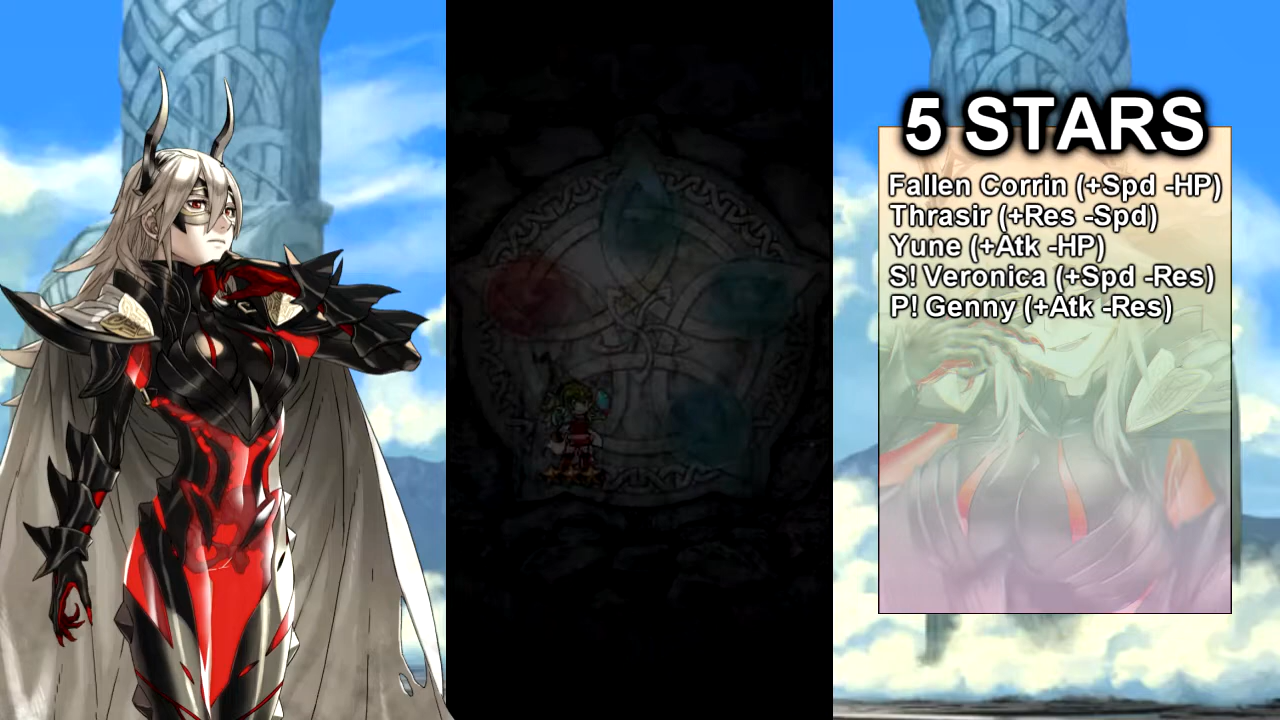 5 STARS
Fallen Corrin (+Spd -HP)
Thrasir (+Res -Spd)
Yune (+Atk -HP)
S! Veronica (+Spd -Res)
P! Genny (+Atk -Res)